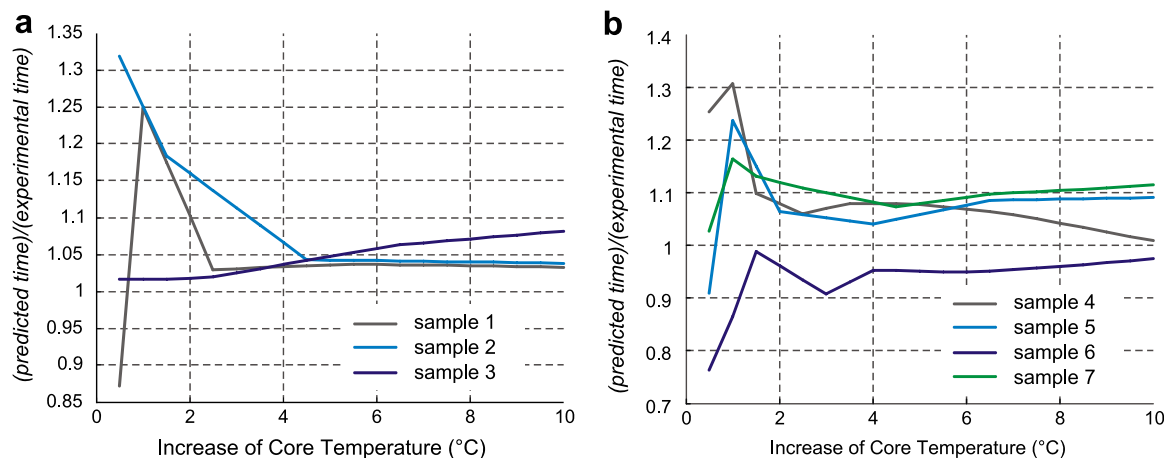 a
(predicted time)/(experimental time)
1.35
1.3
1.25
1.2
1.15
1.1
1.05
1
0.95
0.9
0.85
0 2 4 6 8 10
Increase of Core Temperature (°C)
sample 1
sample 2
sample 3
b
(predicted time)/(experimental time)
1.4
1.3
1.2
1.1
1
0.9
0.8
0.7
0 2 4 6 8 10
Increase of Core Temperature (°C)
sample 4
sample 5
sample 6
sample 7